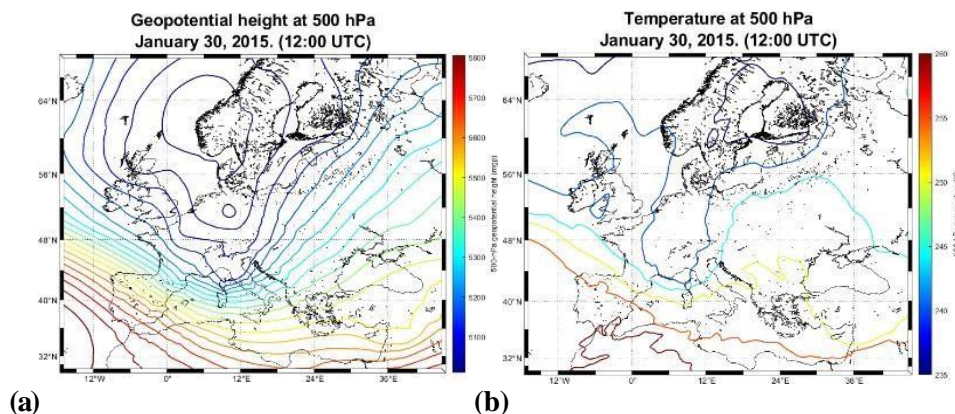 Geopotential height at 500 hPa
January 30, 2015. (12:00 UTC)
64°N
56°N
48°N
40°N
32°N
12°W
0°
12°E
24°E
36°E
5800
5700
5600
5500
5400
5300
5200
5100
500-hPa geopotential height (mgp)
(a)
Temperature at 500 hPa
January 30, 2015. (12:00 UTC)
64°N
56°N
48°N
40°N
32°N
12°W
0°
12°E
24°E
36°E
260
255
250
245
240
235
(b)